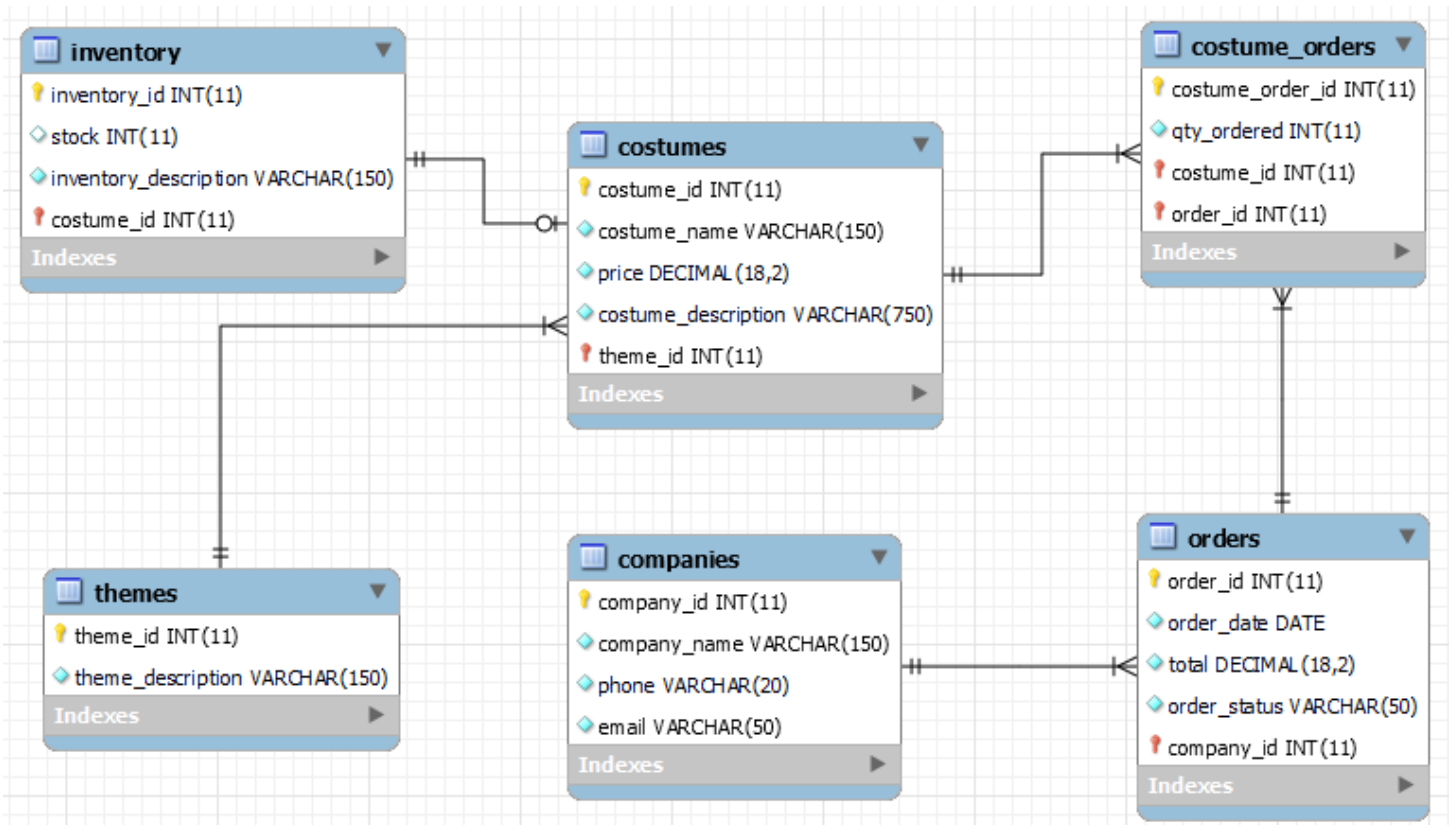 inventory
inventory_id INT(11)
stock INT(11)
inventory_description VARCHAR(150)
costume_id INT(11)
Indexes
costumes
costume_id INT(11)
costume_name VARCHAR(150)
price DECIMAL(18,2)
costume_description VARCHAR(750)
theme_id INT(11)
Indexes
costume_orders
costume_order_id INT(11)
qty_ordered INT(11)
costume_id INT(11)
order_id INT(11)
Indexes
themes
theme_id INT(11)
theme_description VARCHAR(150)
Indexes
companies
company_id INT(11)
company_name VARCHAR(150)
phone VARCHAR(20)
email VARCHAR(50)
Indexes
orders
order_id INT(11)
order_date DATE
total DECIMAL(18,2)
order_status VARCHAR(50)
company_id INT(11)
Indexes